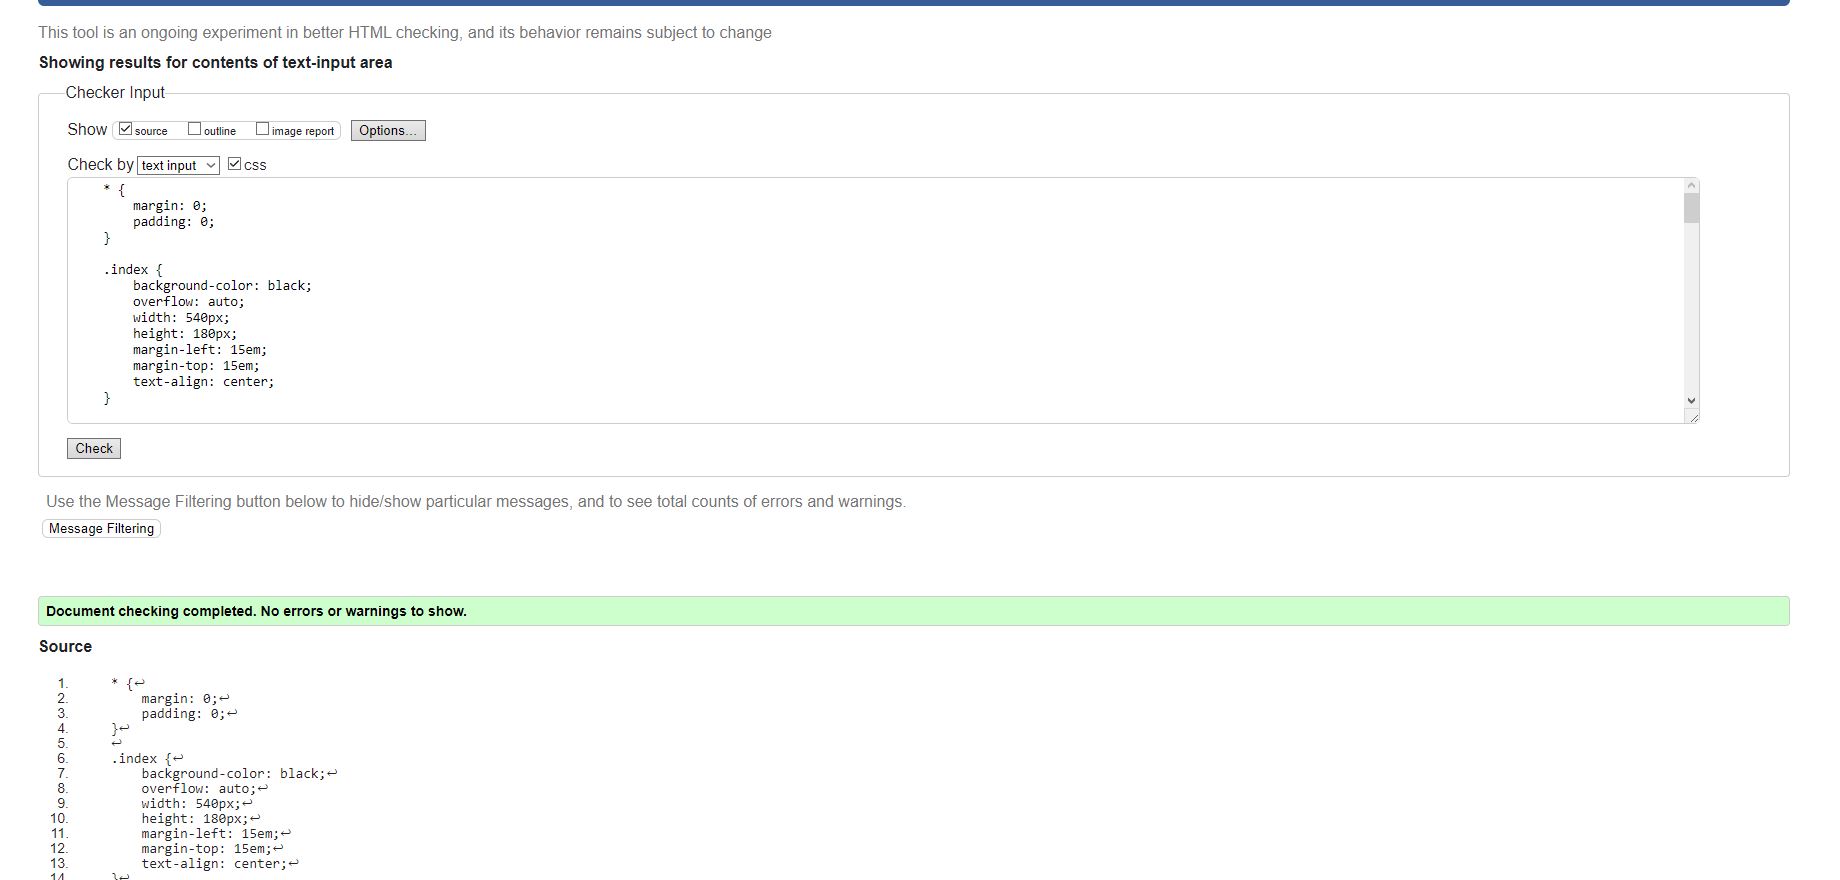 This tool is an ongoing experiment in better HTML checking, and its behavior remains subject to change
Showing results for contents of text-input area
Checker Input
Show source outline image report Options...
Check by text input css
* {
margin: 0;
padding: 0;
}
.index {
background-color: black;
overflow: auto;
width: 540px;
height: 180px;
margin-left: 15em;
margin-top: 15em;
text-align: center;
}
Check
Use the Message Filtering button below to hide/show particular messages, and to see total counts of errors and warnings.
Message Filtering
Document checking completed. No errors or warnings to show.
Source
1. * {↩
2. margin: 0;↩
3. padding: 0;↩
4. }↩
5. ↩
6. .index {↩
7. background-color: black;↩
8. overflow: auto;↩
9. width: 540px;↩
10. height: 180px;↩
11. margin-left: 15em;↩
12. margin-top: 15em;↩
13. text-align: center;↩
14. }↩